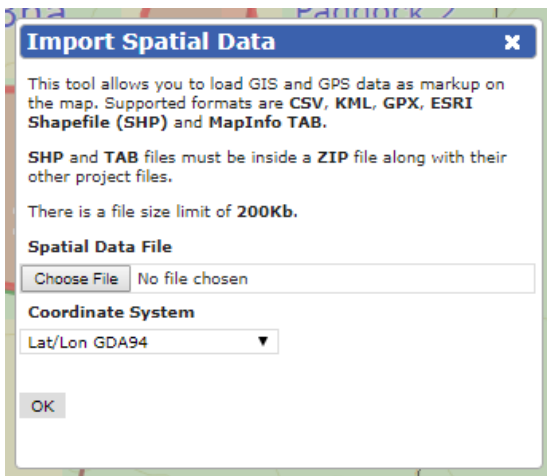 Paddock 2
Import Spatial Data
This tool allows you to load GIS and GPS data as markup on
the map. Supported formats are CSV, KML, GPX, ESRI
Shapefile (SHP) and MapInfo TAB.
SHP and TAB files must be inside a ZIP file along with their
other project files.
There is a file size limit of 200Kb.
Spatial Data File
Choose File No file chosen
Coordinate System
Lat/Lon GDA94
OK